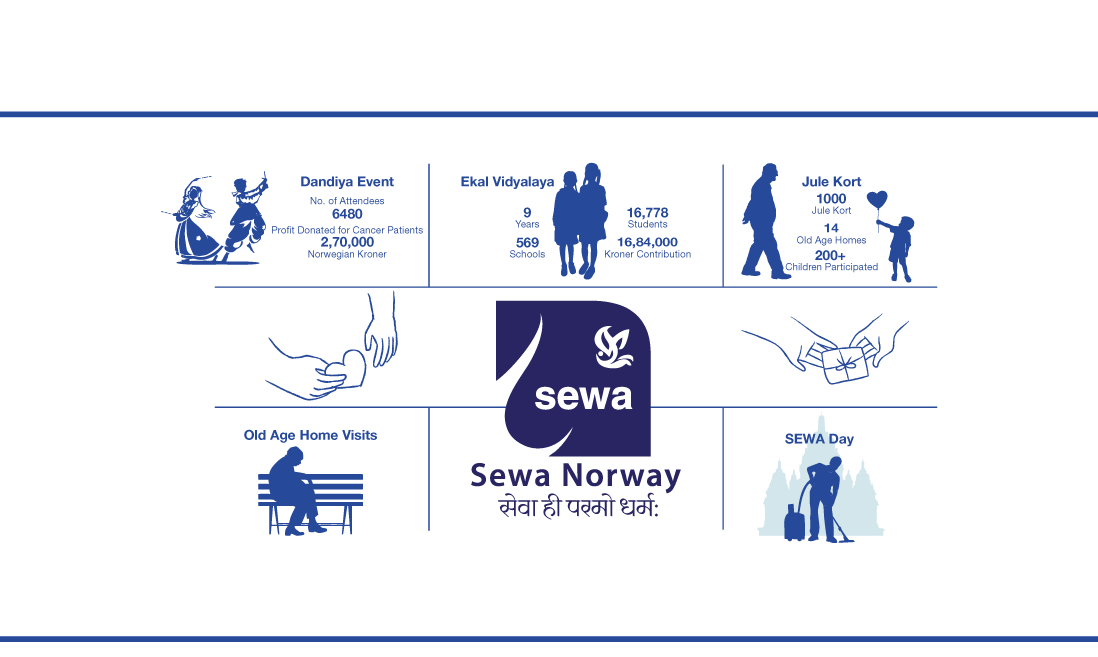 Dandiya Event
No. of Attendees
6480
Profit Donated for Cancer Patients
2,70,000
Norwegian Kroner
Ekal Vidyalaya
9
Years
569
Schools
16,778
Students
16,84,000
Kroner Contribution
Jule Kort
1000
Jule Kort
14
Old Age Homes
200+
Children Participated
sewa
Old Age Home Visits
Sewa Norway
सेवा ही परमो धर्म:
SEWA Day